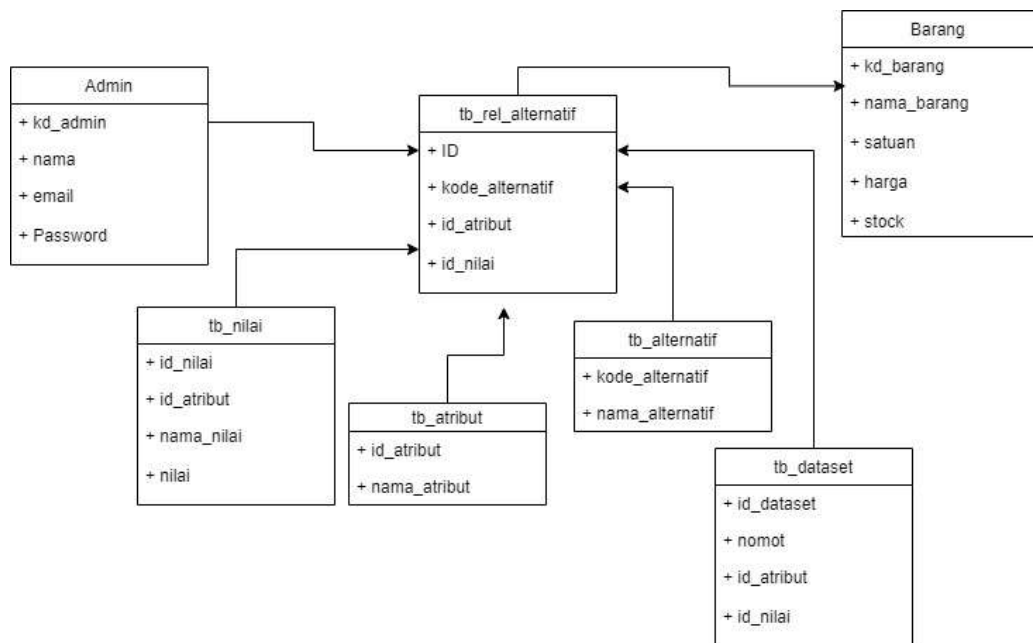 Barang
+ kd_barang
+ nama_barang
+ satuan
+ harga
+ stock
Admin
+ kd_admin
+ nama
+ email
+ Password
tb_rel_alternatif
+ ID
+ kode_alternatif
+ id_atribut
+ id_nilai
tb_nilai
+ id_nilai
+ id_atribut
+ nama_nilai
+ nilai
tb_atribut
+ id_atribut
+ nama_atribut
tb_alternatif
+ kode_alternatif
+ nama_alternatif
tb_dataset
+ id_dataset
+ nomot
+ id_atribut
+ id_nilai